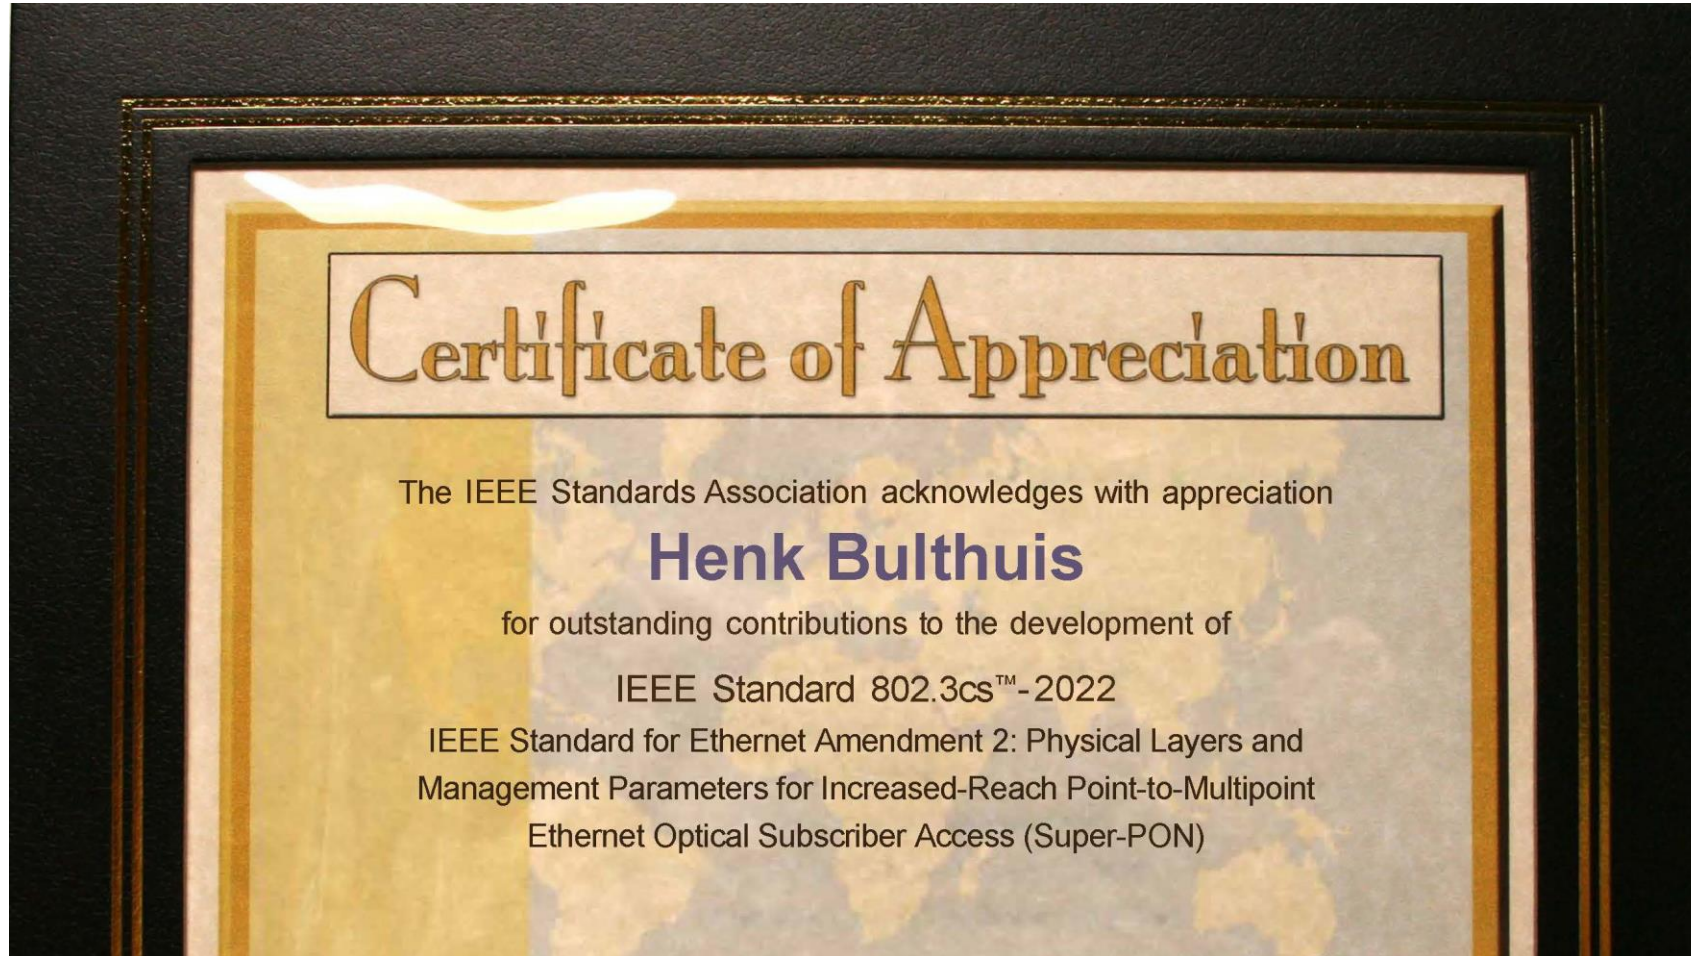 Certificate of Appreciation
The IEEE Standards Association acknowledges with appreciation
Henk Bulthuis
for outstanding contributions to the development of
IEEE Standard 802.3cs™-2022
IEEE Standard for Ethernet Amendment 2: Physical Layers and
Management Parameters for Increased-Reach Point-to-Multipoint
Ethernet Optical Subscriber Access (Super-PON)